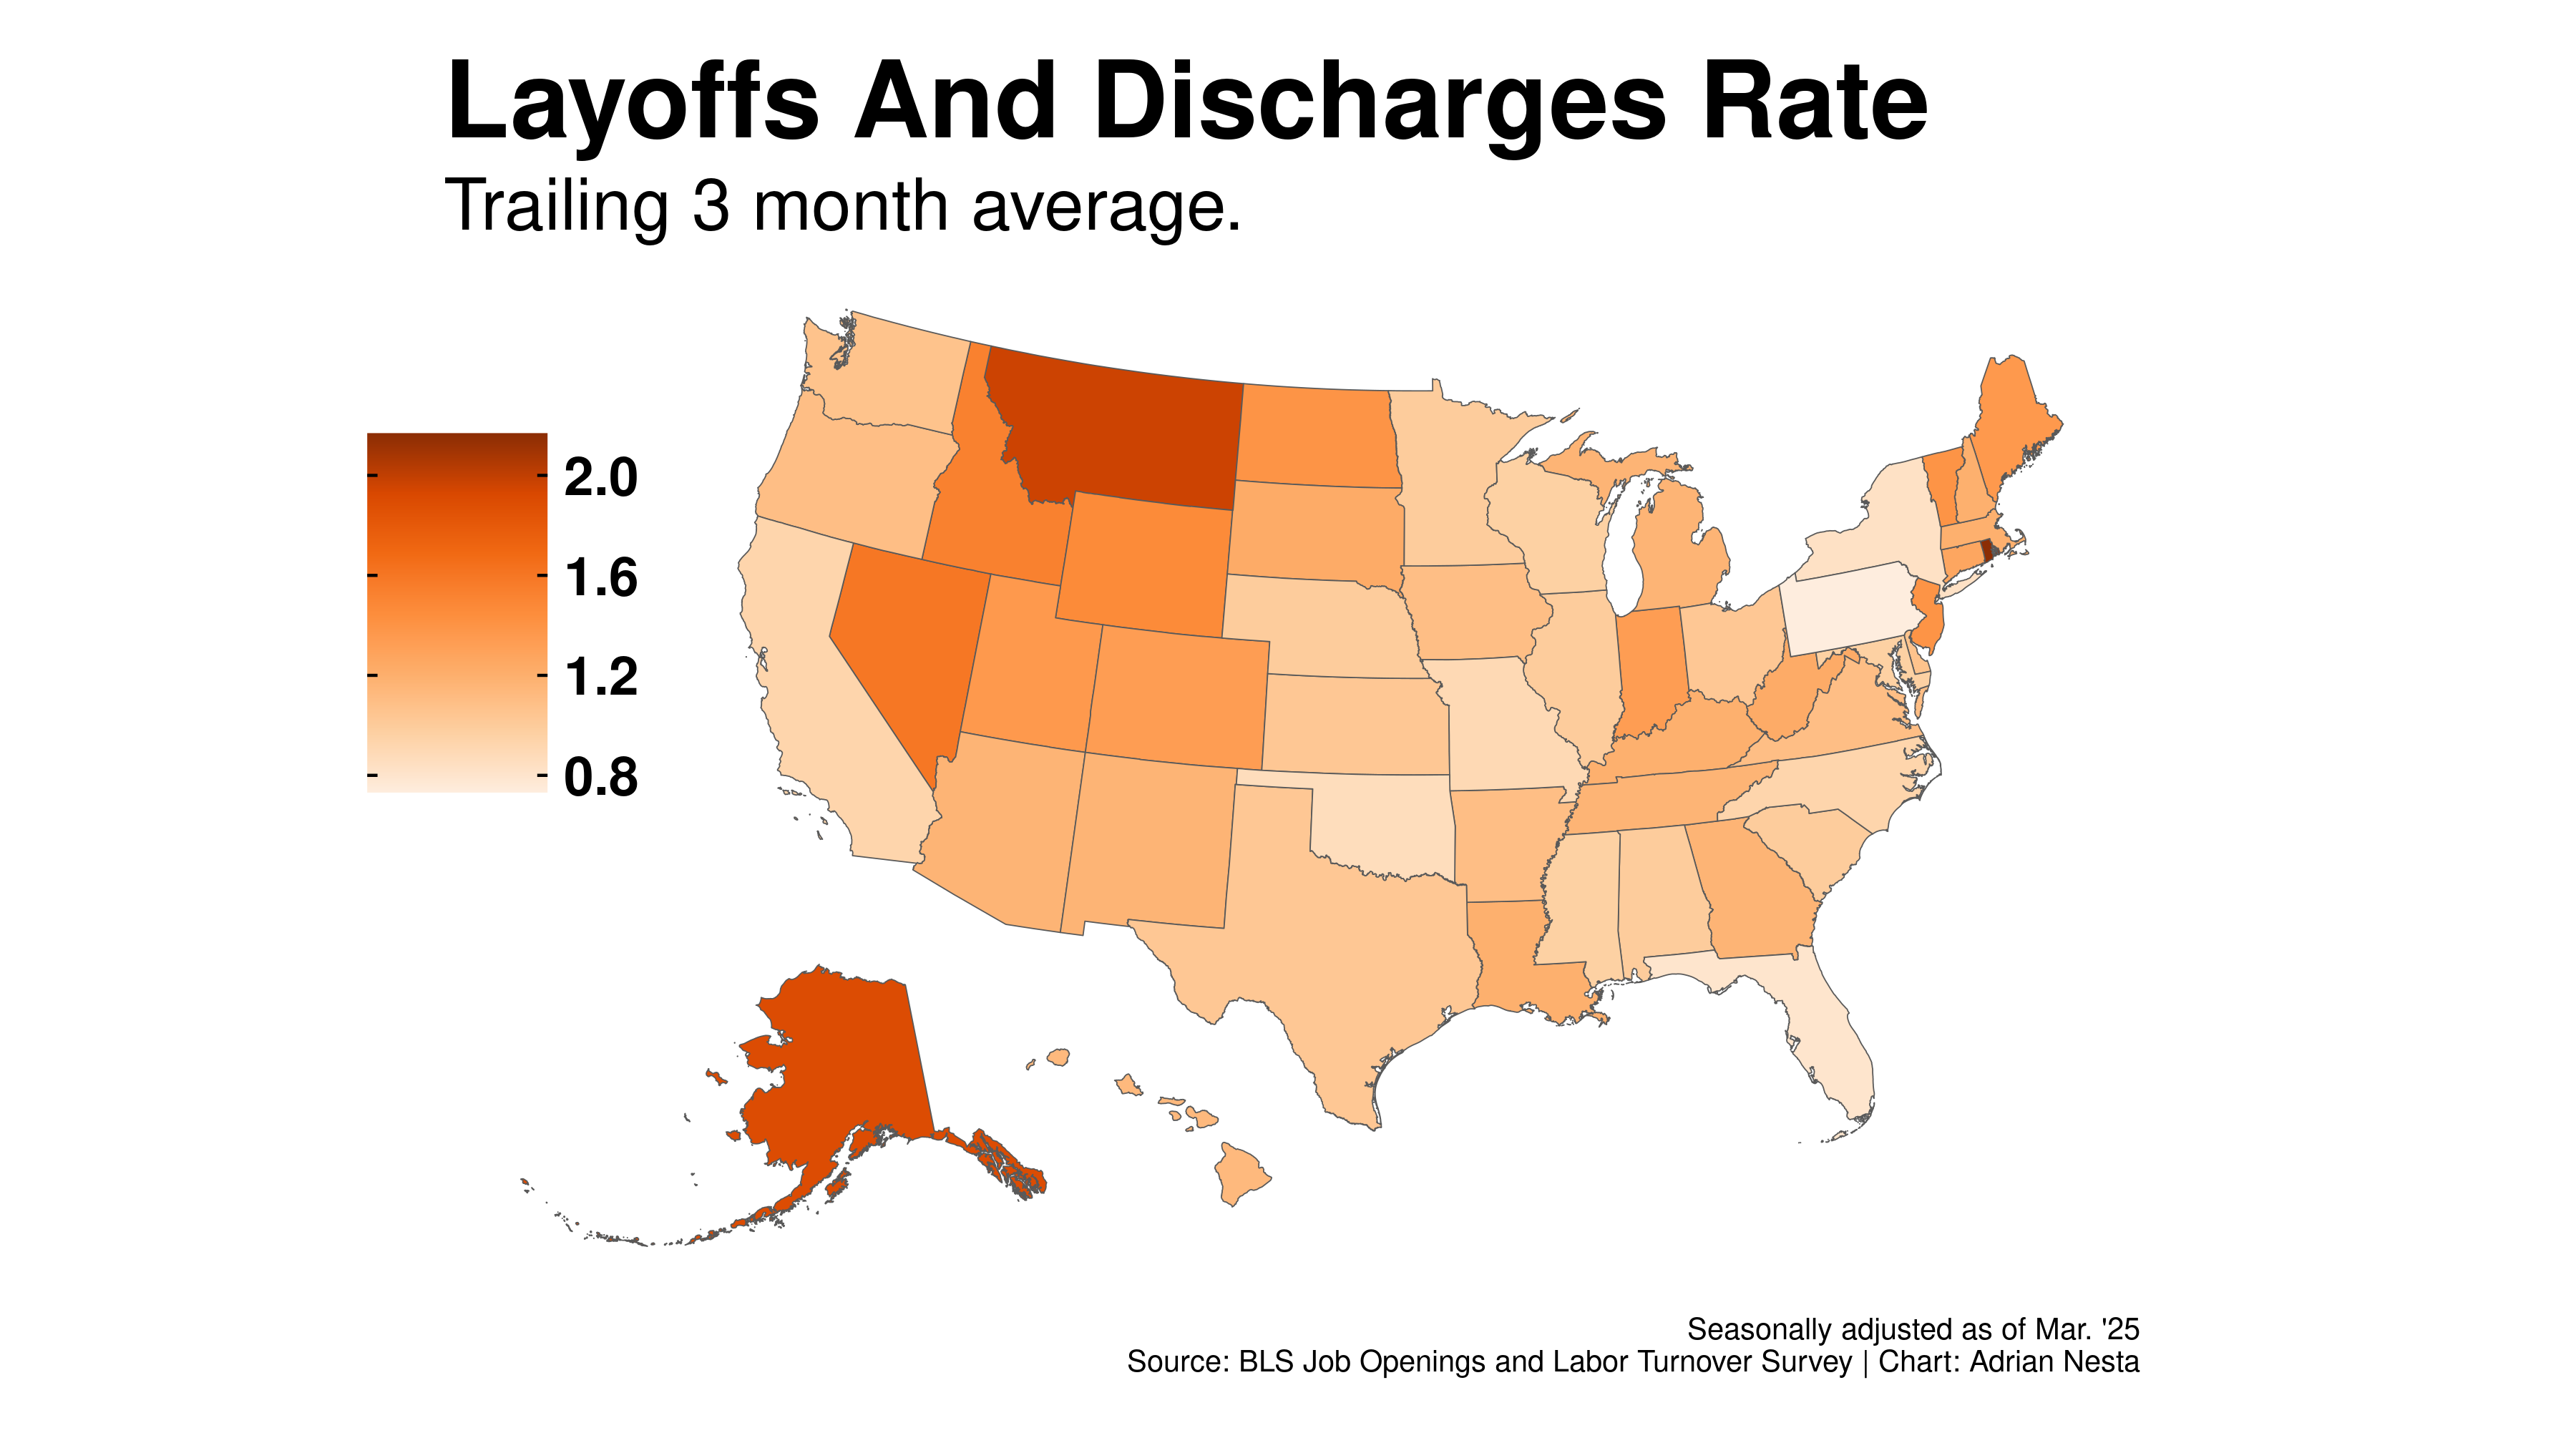 Layoffs And Discharges Rate
Trailing 3 month average.
2.0
1.6
1.2
0.8
Seasonally adjusted as of Mar. '25
Source: BLS Job Openings and Labor Turnover Survey | Chart: Adrian Nesta